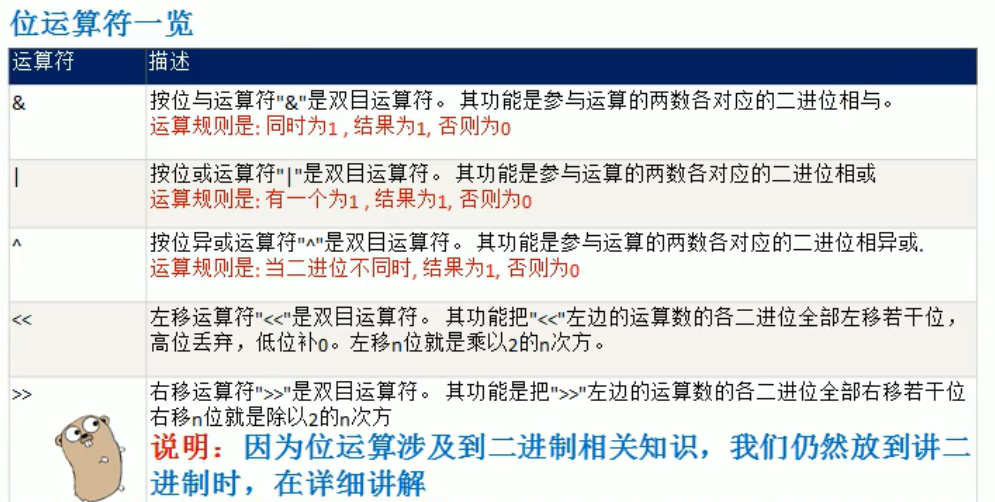 位运算符一览
运算符 描述
& 按位与运算符"&"是双目运算符。 其功能是参与运算的两数各对应的二进位相与。
运算规则是: 同时为1 , 结果为1, 否则为0
| 按位或运算符"|"是双目运算符。 其功能是参与运算的两数各对应的二进位相或
运算规则是: 有一个为1 , 结果为1, 否则为0
^ 按位异或运算符"^"是双目运算符。 其功能是参与运算的两数各对应的二进位相异或.
运算规则是: 当二进位不同时, 结果为1, 否则为0
<< 左移运算符"<<"是双目运算符。 其功能把"<<"左边的运算数的各二进位全部左移若干位，
高位丢弃，低位补0。左移n位就是乘以2的n次方。
>> 右移运算符">>"是双目运算符。 其功能是把">>"左边的运算数的各二进位全部右移若干位
右移n位就是除以2的n次方
说明：因为位运算涉及到二进制相关知识，我们仍然放到讲二
进制时，在详细讲解